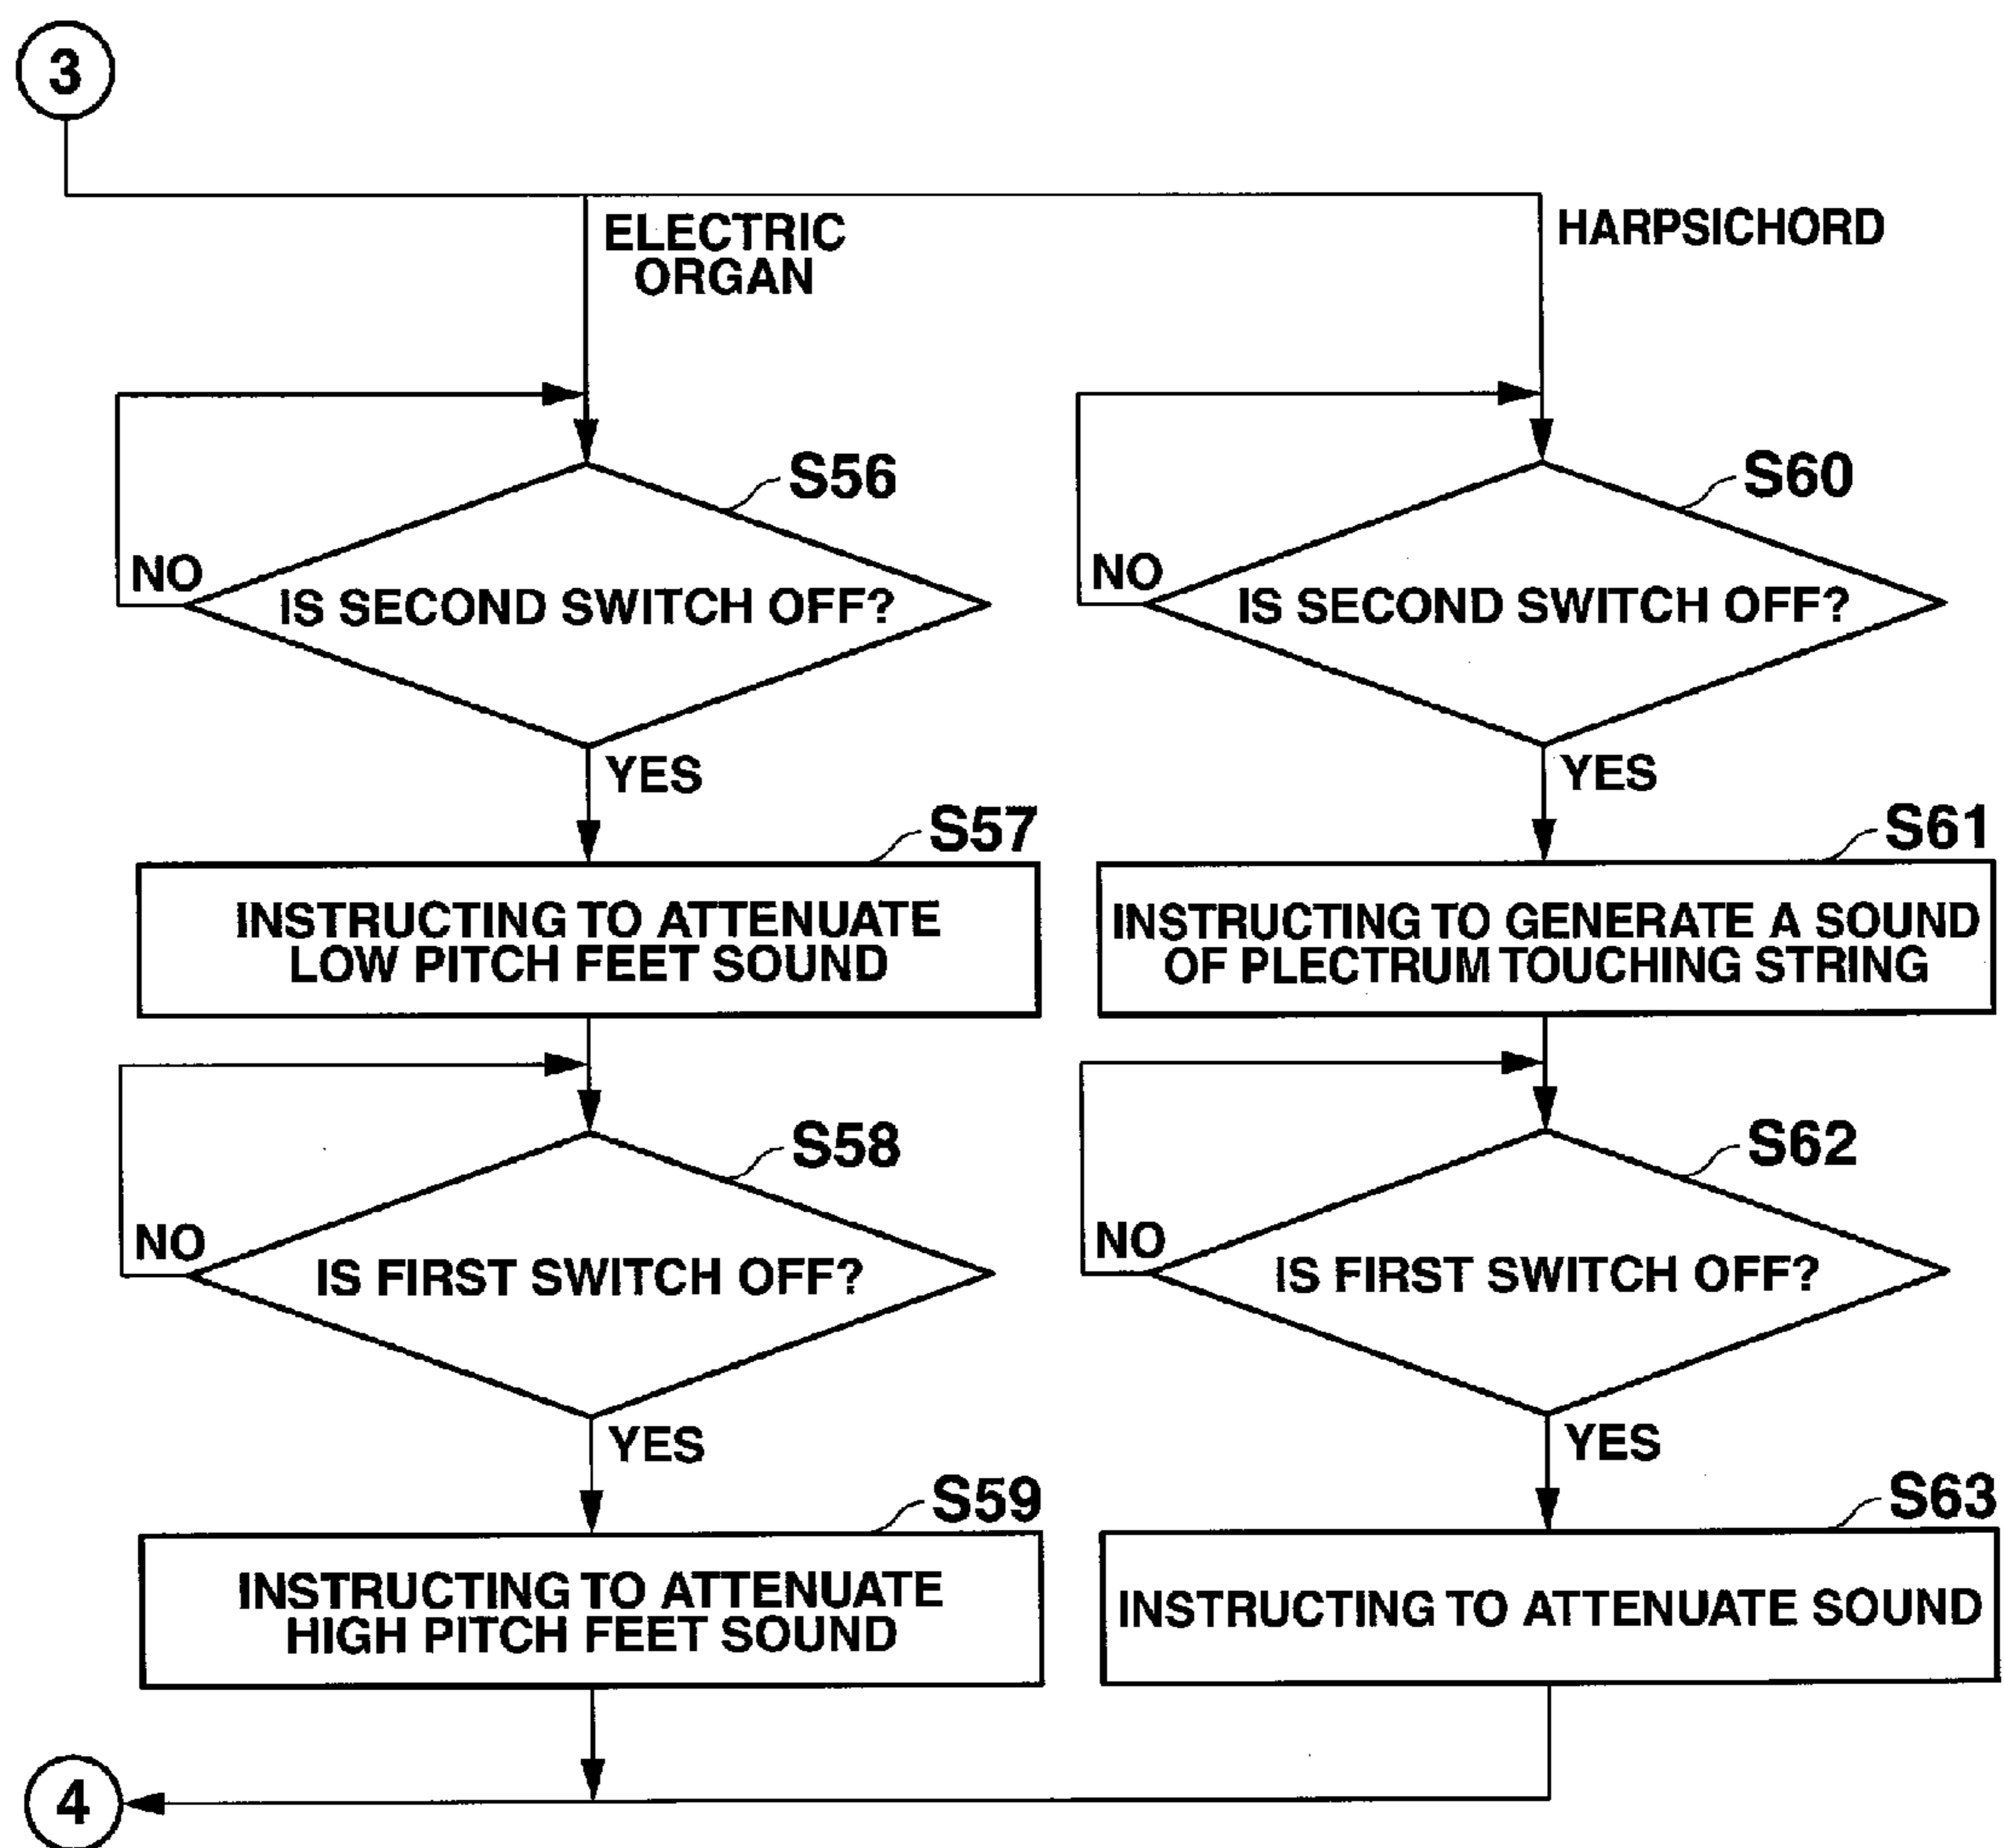 3
ELECTRIC
ORGAN
HARPSICHORD
S56
NO
IS SECOND SWITCH OFF?
YES
S57
INSTRUCTING TO ATTENUATE
LOW PITCH FEET SOUND
S58
NO
IS FIRST SWITCH OFF?
YES
S59
INSTRUCTING TO ATTENUATE
HIGH PITCH FEET SOUND
S60
NO
IS SECOND SWITCH OFF?
YES
S61
INSTRUCTING TO GENERATE A SOUND
OF PLECTRUM TOUCHING STRING
S62
NO
IS FIRST SWITCH OFF?
YES
S63
INSTRUCTING TO ATTENUATE SOUND
4